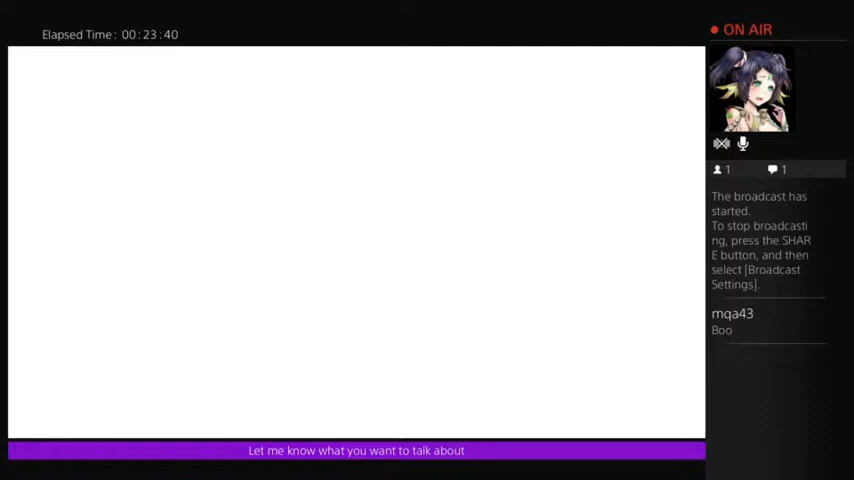 Elapsed Time: 00:23:40
ON AIR
1 1
The broadcast has
started.
To stop broadcasti
ng, press the SHAR
E button, and then
select [Broadcast
Settings].
mqa43
Boo
Let me know what you want to talk about